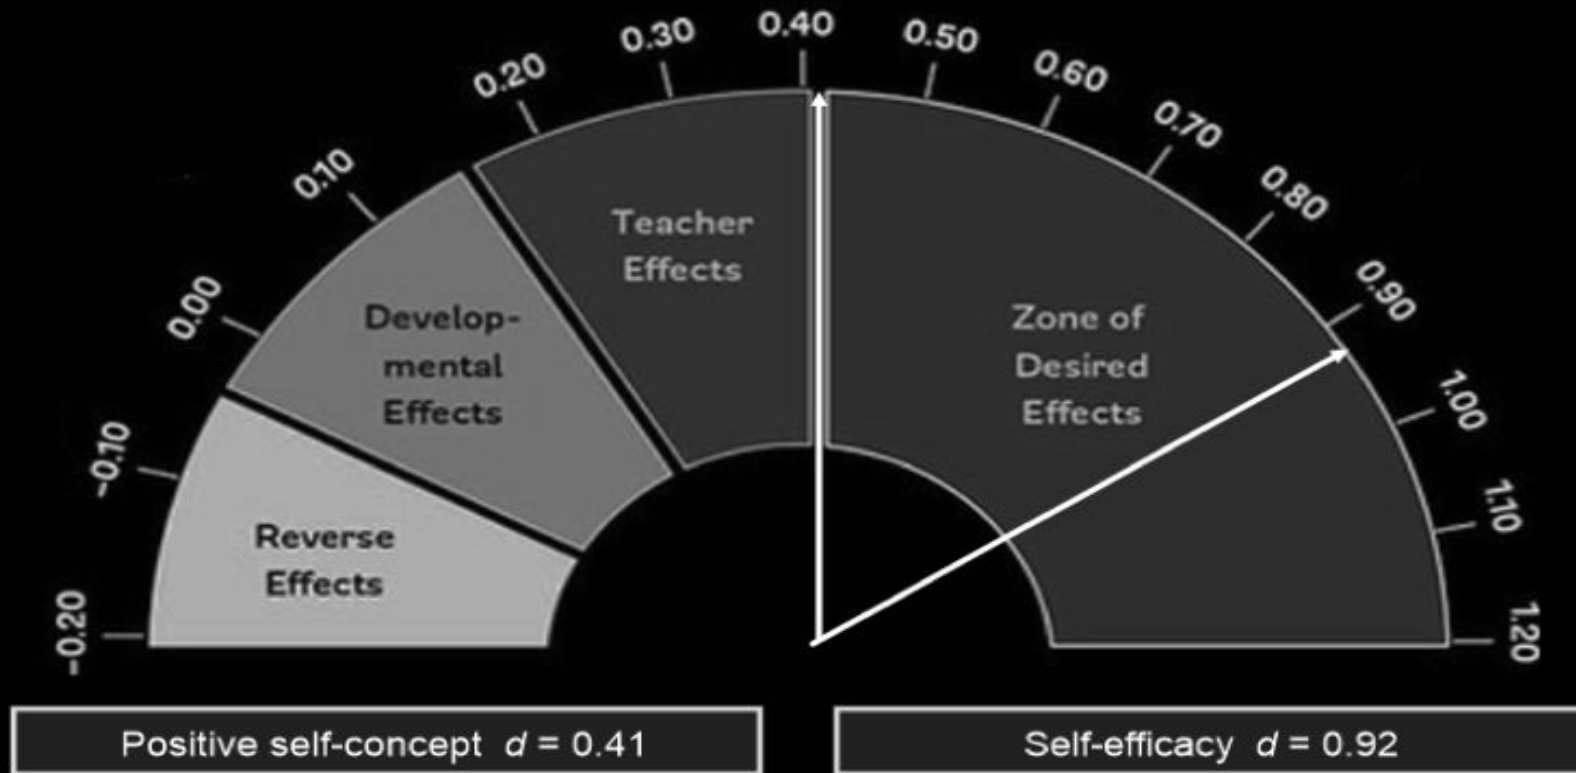 -0.20
-0.10
0.00
0.10
0.20
0.30
0.40
0.50
0.60
0.70
0.80
0.90
1.00
1.10
1.20
Reverse
Effects
Develop-
mental
Effects
Teacher
Effects
Zone of
Desired
Effects
Positive self-concept d = 0.41
Self-efficacy d = 0.92